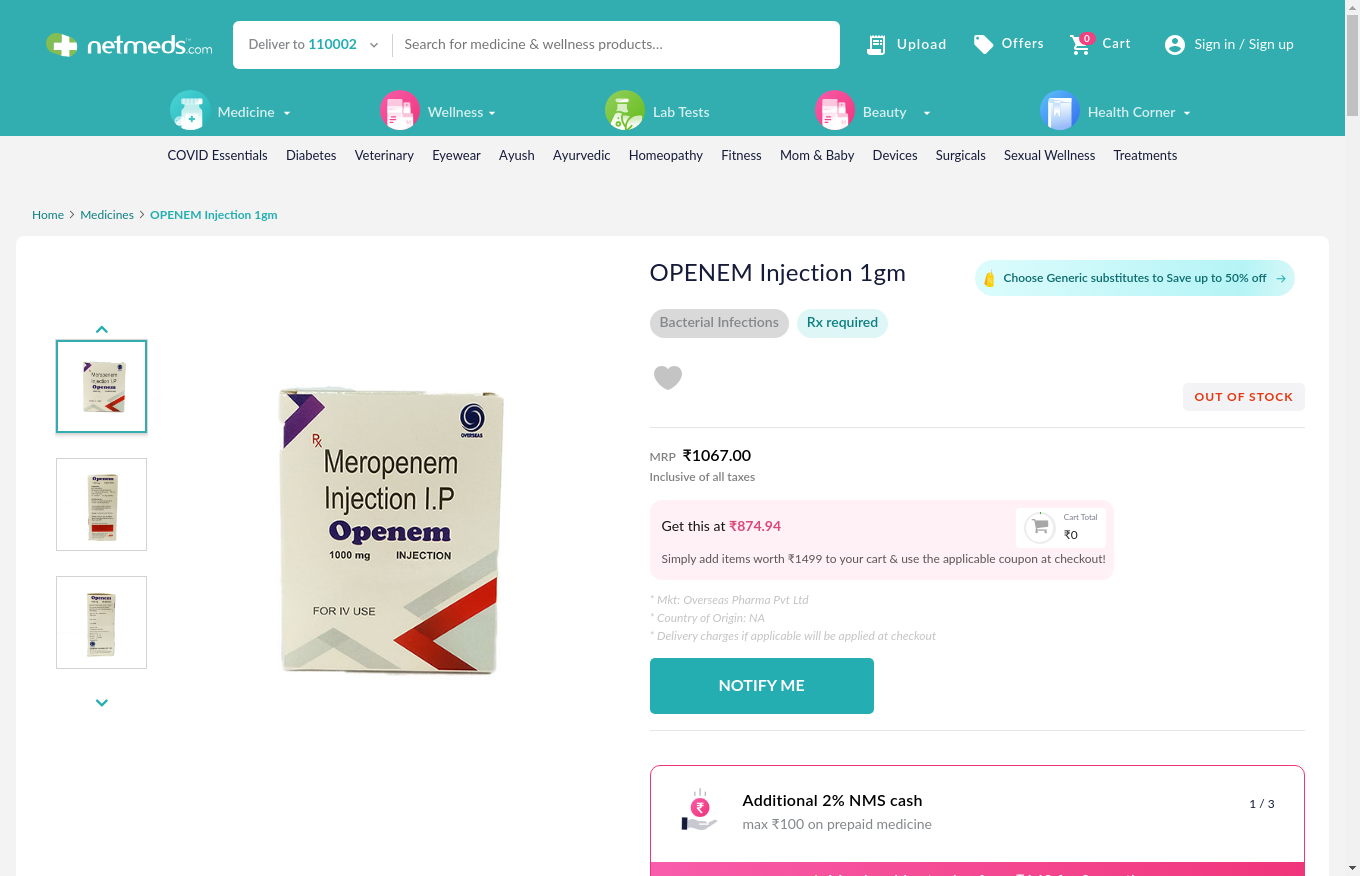 netmeds.com
Deliver to 110002
Search for medicine & wellness products...
Upload
Offers
0
Cart
Sign in / Sign up
Medicine
Wellness
Lab Tests
Beauty
Health Corner
COVID Essentials
Diabetes
Veterinary
Eyewear
Ayush
Ayurvedic
Homeopathy
Fitness
Mom & Baby
Devices
Surgicals
Sexual Wellness
Treatments
Home > Medicines > OPENEM Injection 1gm
OPENEM Injection 1gm
Choose Generic substitutes to Save up to 50% off →
Bacterial Infections
Rx required
OUT OF STOCK
Rx
OVERSEAS
Meropenem
Injection I.P
Openem
1000 mg INJECTION
FOR IV USE
Meropenem
Injection I.P
Openem
Openem
Openem
MRP ₹1067.00
Inclusive of all taxes
Get this at ₹874.94
Cart Total
₹0
Simply add items worth ₹1499 to your cart & use the applicable coupon at checkout!
* Mkt: Overseas Pharma Pvt Ltd
* Country of Origin: NA
* Delivery charges if applicable will be applied at checkout
NOTIFY ME
Additional 2% NMS cash
1 / 3
max ₹100 on prepaid medicine